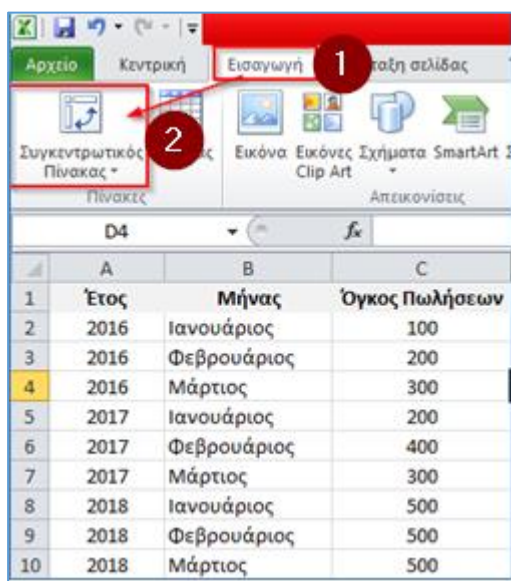 Αρχείο Κεντρική Εισαγωγή 1 σελίδας
Συγκεντρωτικός Πίνακας 2 Εικόνα Εικόνες Clip Art Σχήματα SmartArt
Πίνακες Απεικονίσεις
D4 fx
A B C
1 Έτος Μήνας Όγκος Πωλήσεων
2 2016 Ιανουάριος 100
3 2016 Φεβρουάριος 200
4 2016 Μάρτιος 300
5 2017 Ιανουάριος 200
6 2017 Φεβρουάριος 400
7 2017 Μάρτιος 300
8 2018 Ιανουάριος 500
9 2018 Φεβρουάριος 500
10 2018 Μάρτιος 500